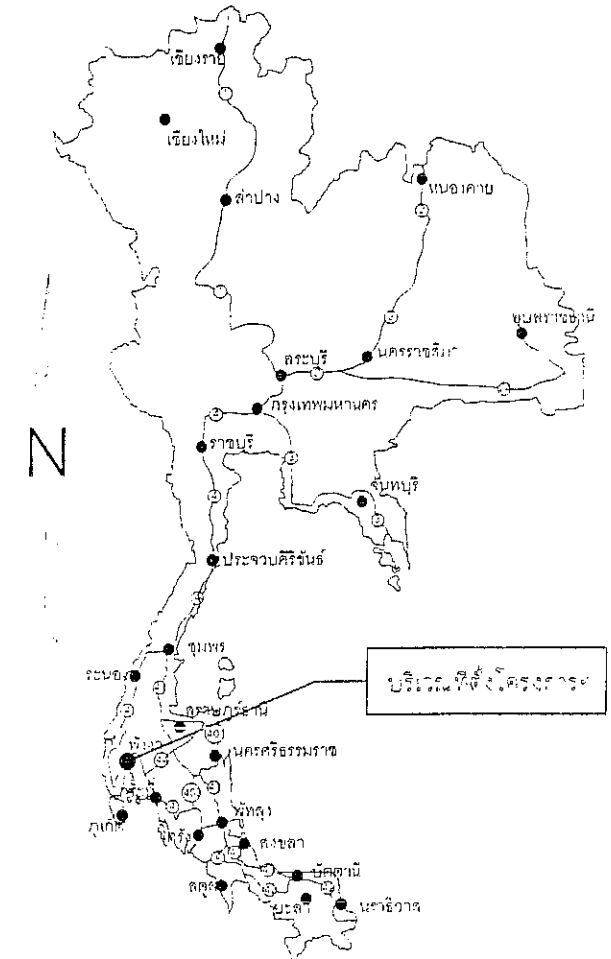 เชียงราย
เชียงใหม่
ลำปาง
หนองคาย
อุบลราชธานี
นครราชสีมา
สระบุรี
กรุงเทพมหานคร
ราชบุรี
N
จันทบุรี
ประจวบคีรีขันธ์
ชุมพร
ระนอง
บริเวณที่ตั้งโครงการฯ
สุราษฎร์ธานี
พังงา
นครศรีธรรมราช
ภูเก็ต
พัทลุง
ตรัง
สงขลา
ปัตตานี
สตูล
ยะลา
นราธิวาส